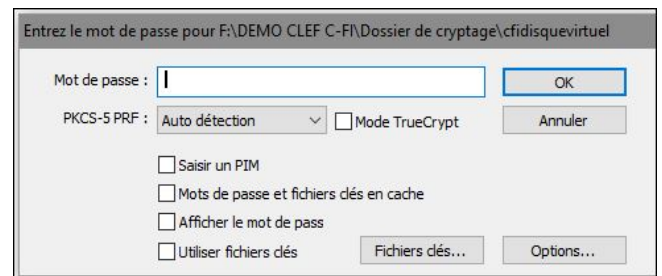 Entrez le mot de passe pour F:\DEMO CLEF C-FI\Dossier de cryptage\cfidisquevirtuel
Mot de passe :
OK
PKCS-5 PRF : Auto détection Mode TrueCrypt Annuler
Saisir un PIM
Mots de passe et fichiers clés en cache
Afficher le mot de pass
Utiliser fichiers clés Fichiers clés... Options...